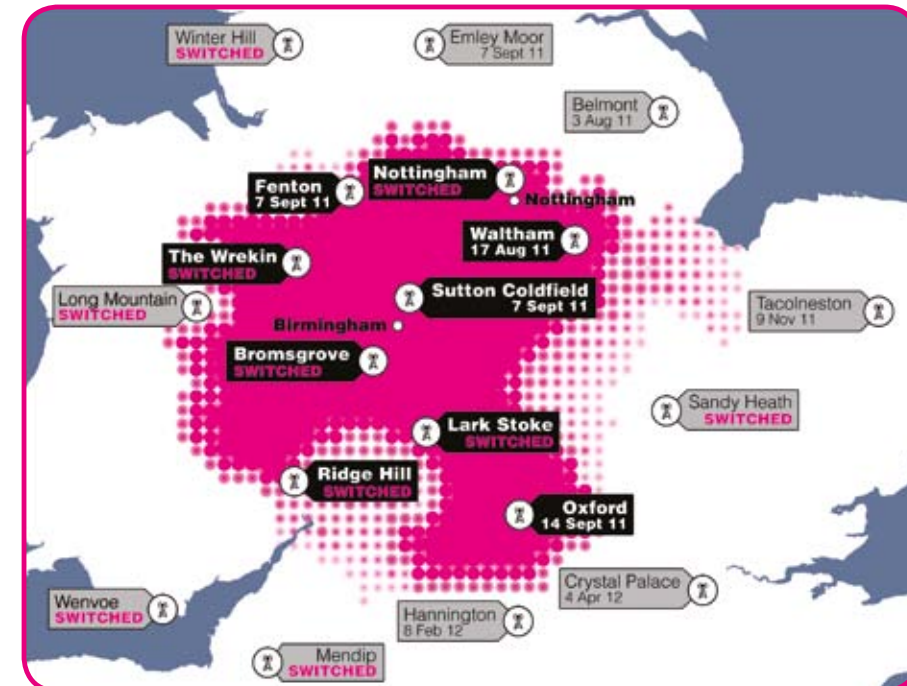 Winter Hill
SWITCHED
Emley Moor
7 Sept 11
Belmont
3 Aug 11
Nottingham
SWITCHED
Fenton
7 Sept 11
Nottingham
Waltham
17 Aug 11
The Wrekin
SWITCHED
Long Mountain
SWITCHED
Sutton Coldfield
7 Sept 11
Tacolneston
9 Nov 11
Birmingham
Bromsgrove
SWITCHED
Sandy Heath
SWITCHED
Lark Stoke
SWITCHED
Ridge Hill
SWITCHED
Oxford
14 Sept 11
Crystal Palace
4 Apr 12
Wenvoe
SWITCHED
Hannington
8 Feb 12
Mendip
SWITCHED